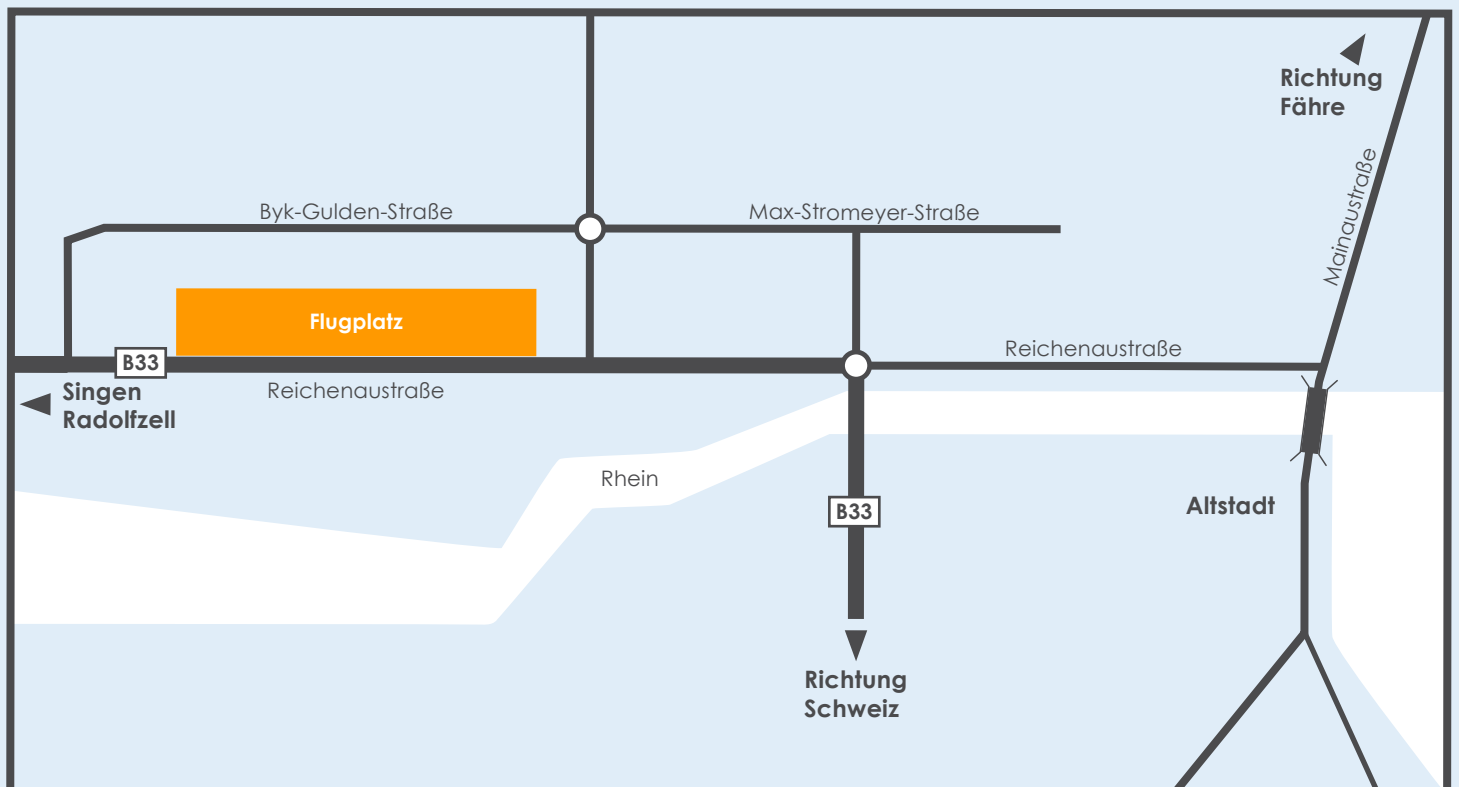 Richtung
Fähre
Mainaustraße
Byk-Gulden-Straße
Max-Stromeyer-Straße
Flugplatz
B33
Reichenaustraße
Singen
Radolfzell
Reichenaustraße
Rhein
B33
Altstadt
Richtung
Schweiz